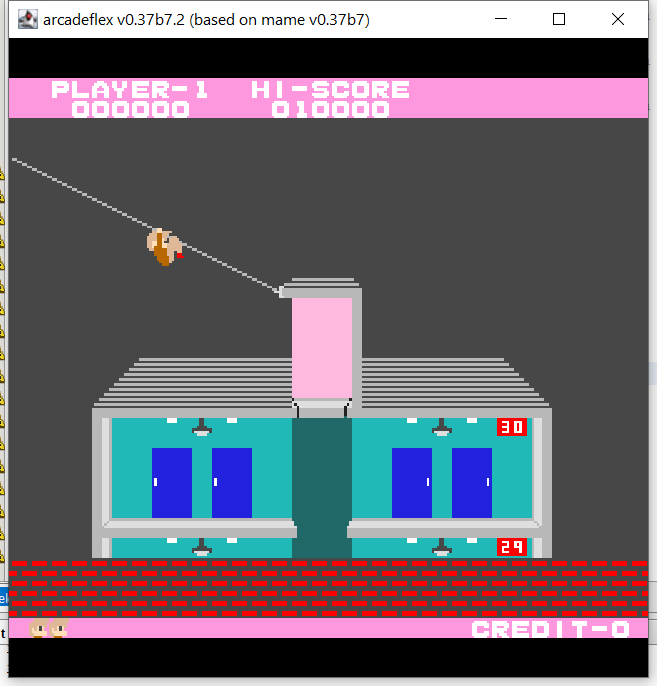 arcadeflex v0.37b7.2 (based on mame v0.37b7)
PLAYER-1 HI-SCORE
000000 010000
30
29
CREDIT-0